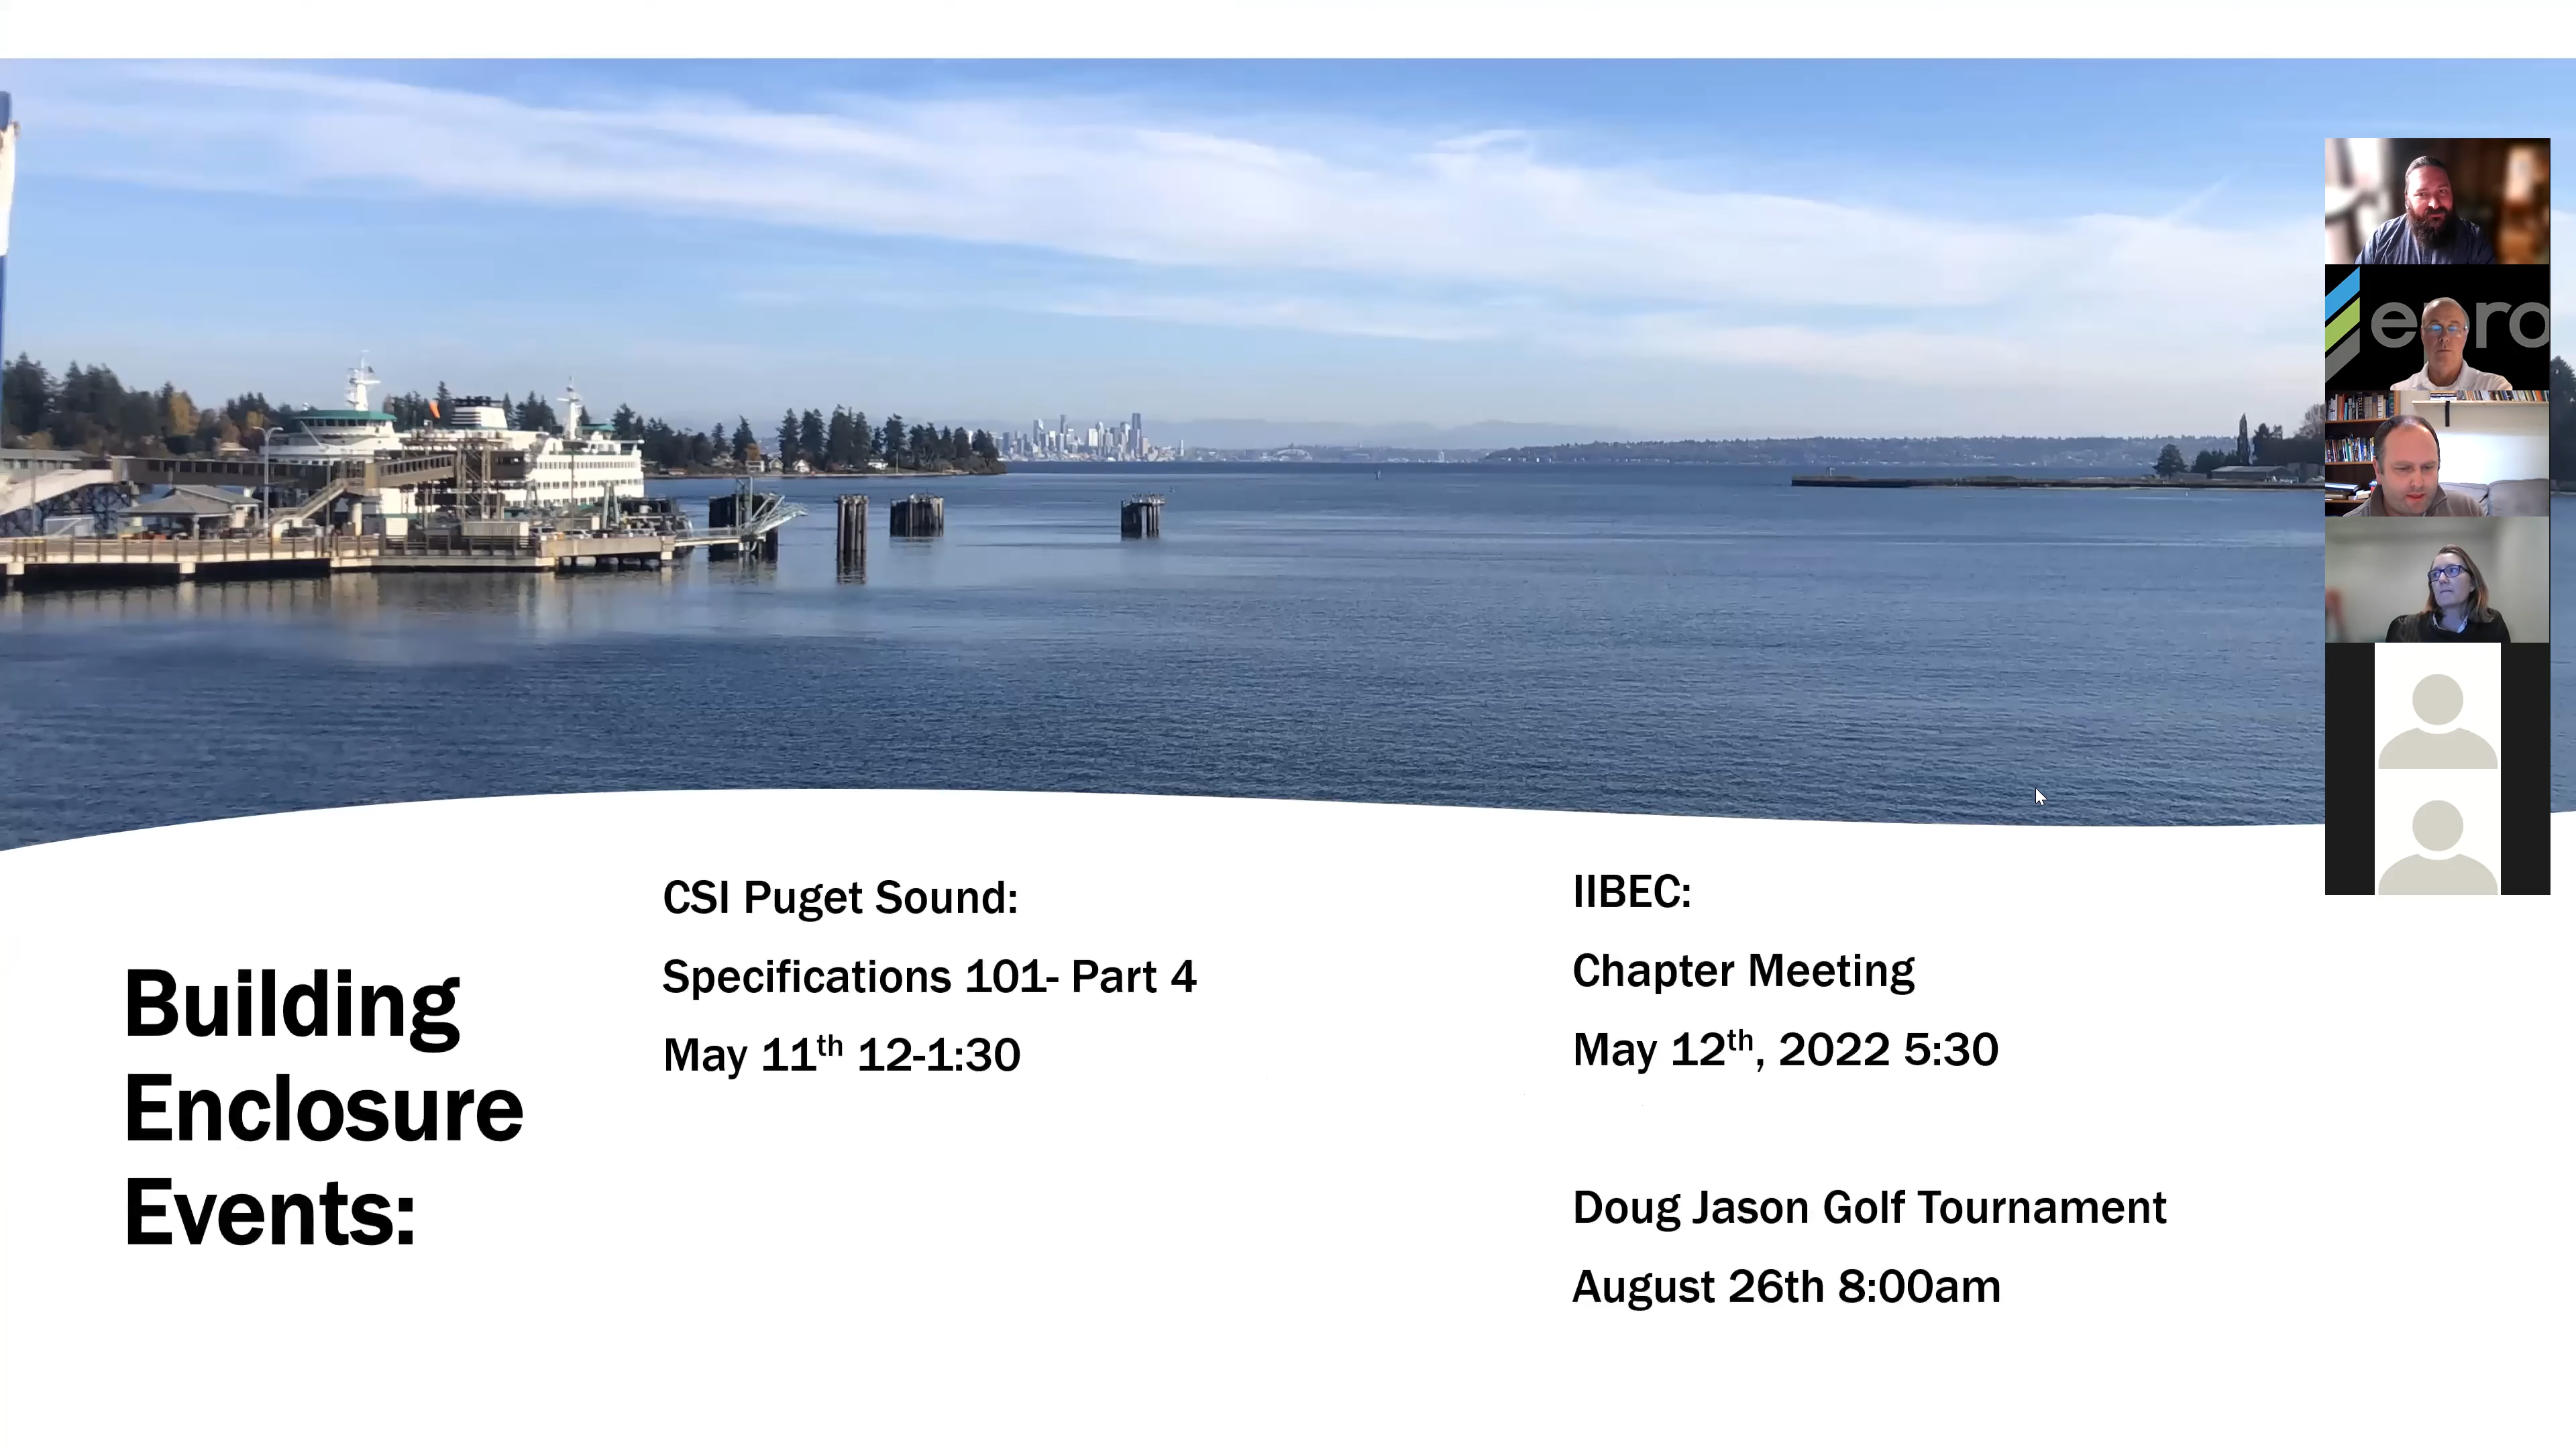 epro
Building
Enclosure
Events:
CSI Puget Sound:
Specifications 101- Part 4
May 11th 12-1:30
IIBEC:
Chapter Meeting
May 12th, 2022 5:30
Doug Jason Golf Tournament
August 26th 8:00am